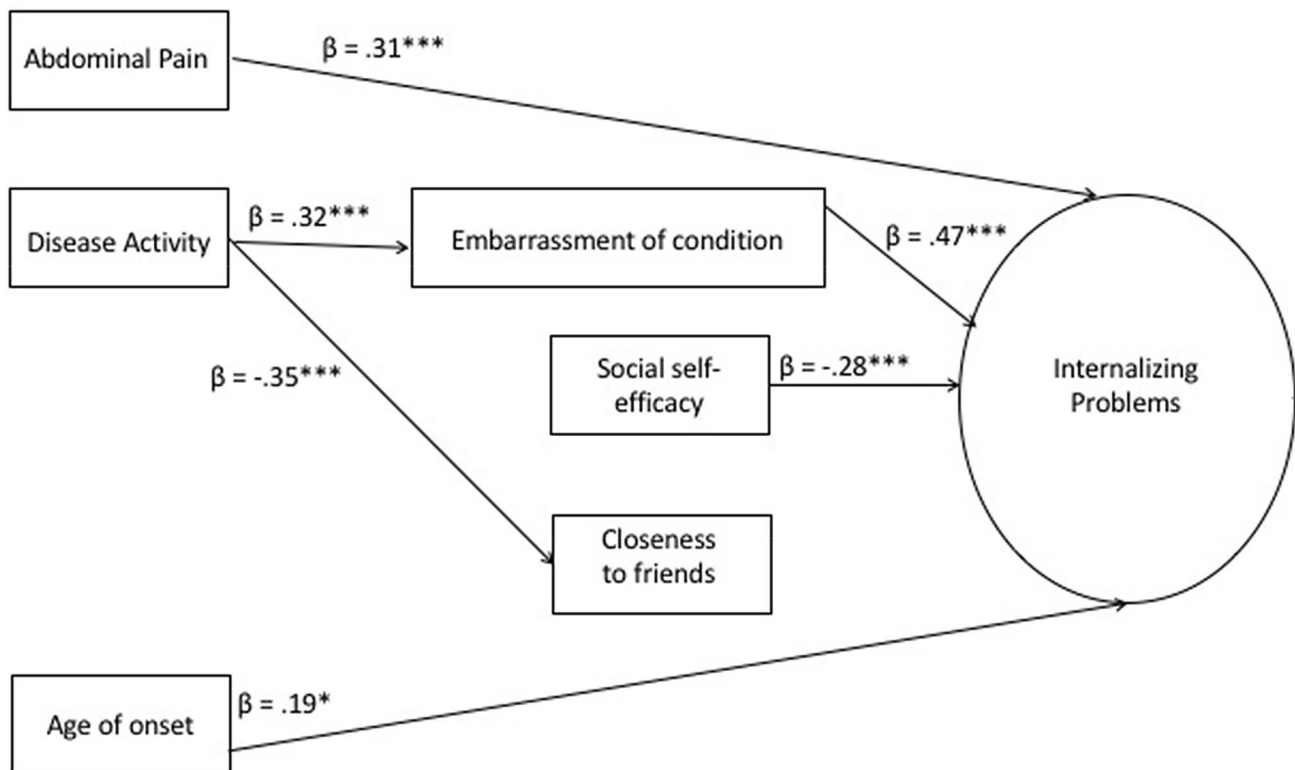 Abdominal Pain
β = .31***
Disease Activity
β = .32***
Embarrassment of condition
β = .47***
β = -.35***
Social self-
efficacy
β = -.28***
Internalizing
Problems
Closeness
to friends
Age of onset
β = .19*